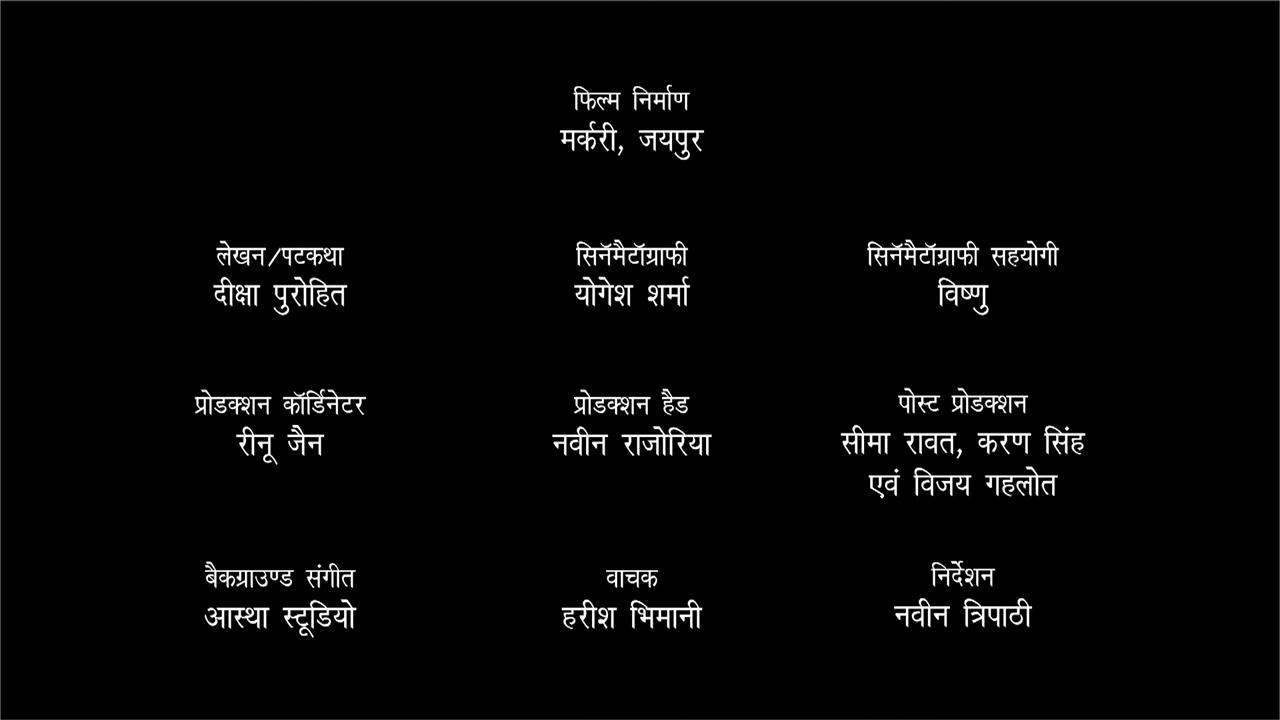 फिल्म निर्माण
मर्करी, जयपुर
लेखन/पटकथा
दीक्षा पुरोहित
सिनॅमैटॉग्राफी
योगेश शर्मा
सिनॅमैटॉग्राफी सहयोगी
विष्णु
प्रोडक्शन कॉर्डिनेटर
रीनू जैन
प्रोडक्शन हैड
नवीन राजोरिया
पोस्ट प्रोडक्शन
सीमा रावत, करण सिंह
एवं विजय गहलोत
बैकग्राउण्ड संगीत
आस्था स्टूडियो
वाचक
हरीश भिमानी
निर्देशन
नवीन त्रिपाठी